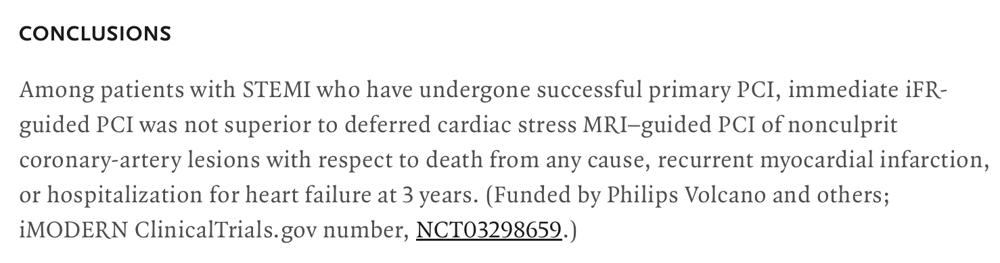 CONCLUSIONS
Among patients with STEMI who have undergone successful primary PCI, immediate iFR-
guided PCI was not superior to deferred cardiac stress MRI–guided PCI of nonculprit
coronary-artery lesions with respect to death from any cause, recurrent myocardial infarction,
or hospitalization for heart failure at 3 years. (Funded by Philips Volcano and others;
iMODERN ClinicalTrials.gov number, NCT03298659.)